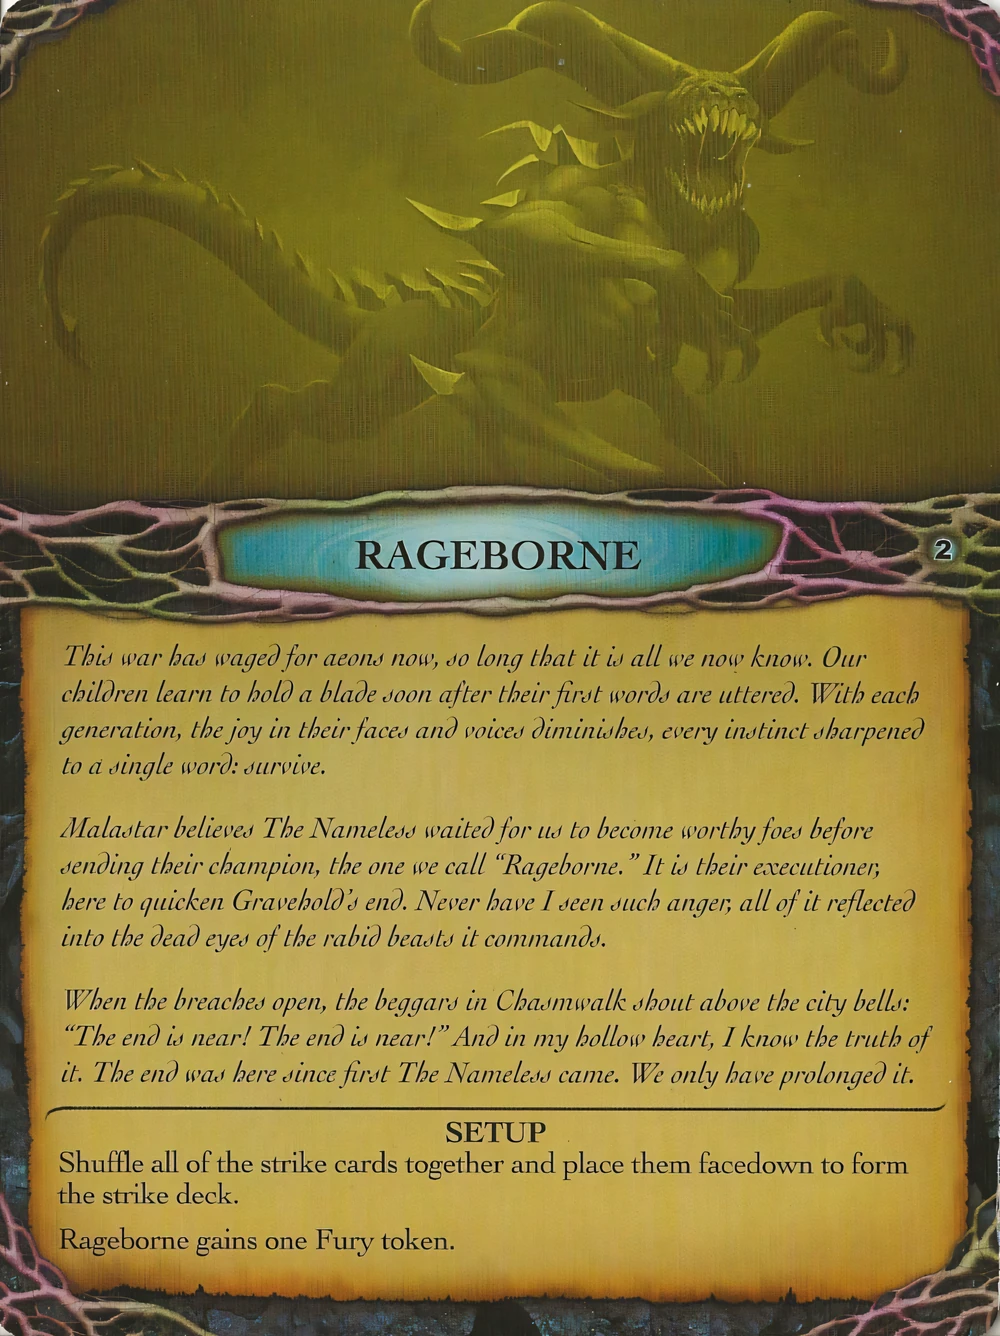 RAGEBORNE
2
This war has waged for aeons now, so long that it is all we now know. Our
children learn to hold a blade soon after their first words are uttered. With each
generation, the joy in their faces and voices diminishes, every instinct sharpened
to a single word: survive.
Malastar believes The Nameless waited for us to become worthy foes before
sending their champion, the one we call “Rageborne.” It is their executioner,
here to quicken Gravehold’s end. Never have I seen such anger, all of it reflected
into the dead eyes of the rabid beasts it commands.
When the breaches open, the beggars in Chasmwalk shout above the city bells:
“The end is near! The end is near!” And in my hollow heart, I know the truth of
it. The end was here since first The Nameless came. We only have prolonged it.
SETUP
Shuffle all of the strike cards together and place them facedown to form
the strike deck.
Rageborne gains one Fury token.